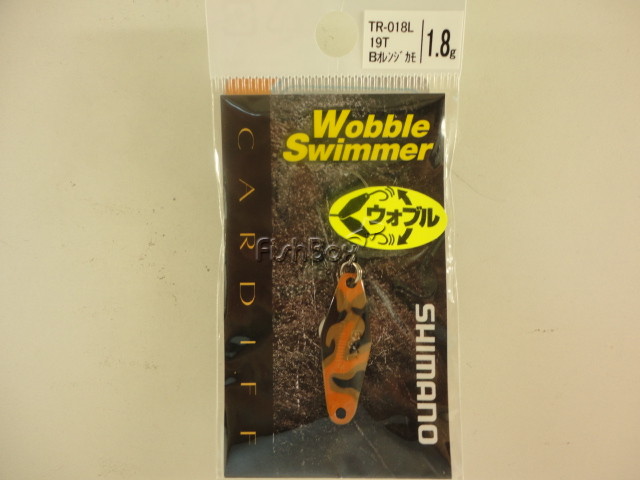 TR-018L
19T
Bｵﾚﾝｼﾞｶﾓ
1.8g
Wobble
Swimmer
ウォブル
CARDIFF
FishBox
SHIMANO